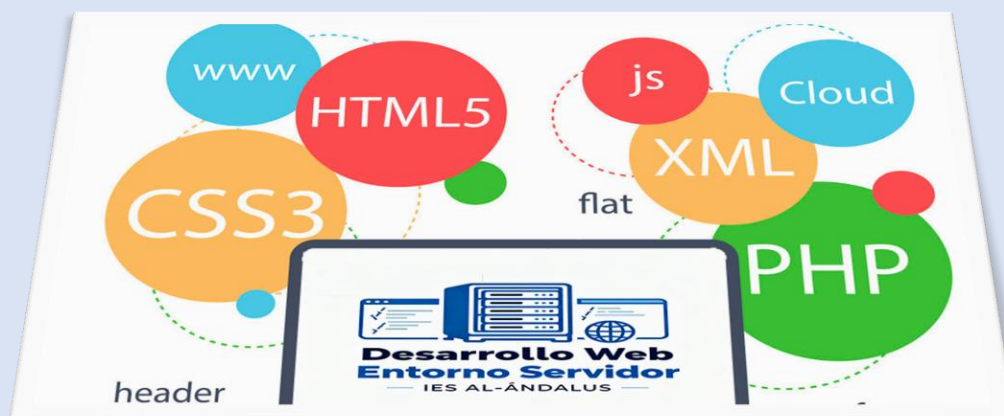 www
HTML5
CSS3
js
Cloud
XML
flat
PHP
Desarrollo Web
Entorno Servidor
IES AL-ÁNDALUS
header